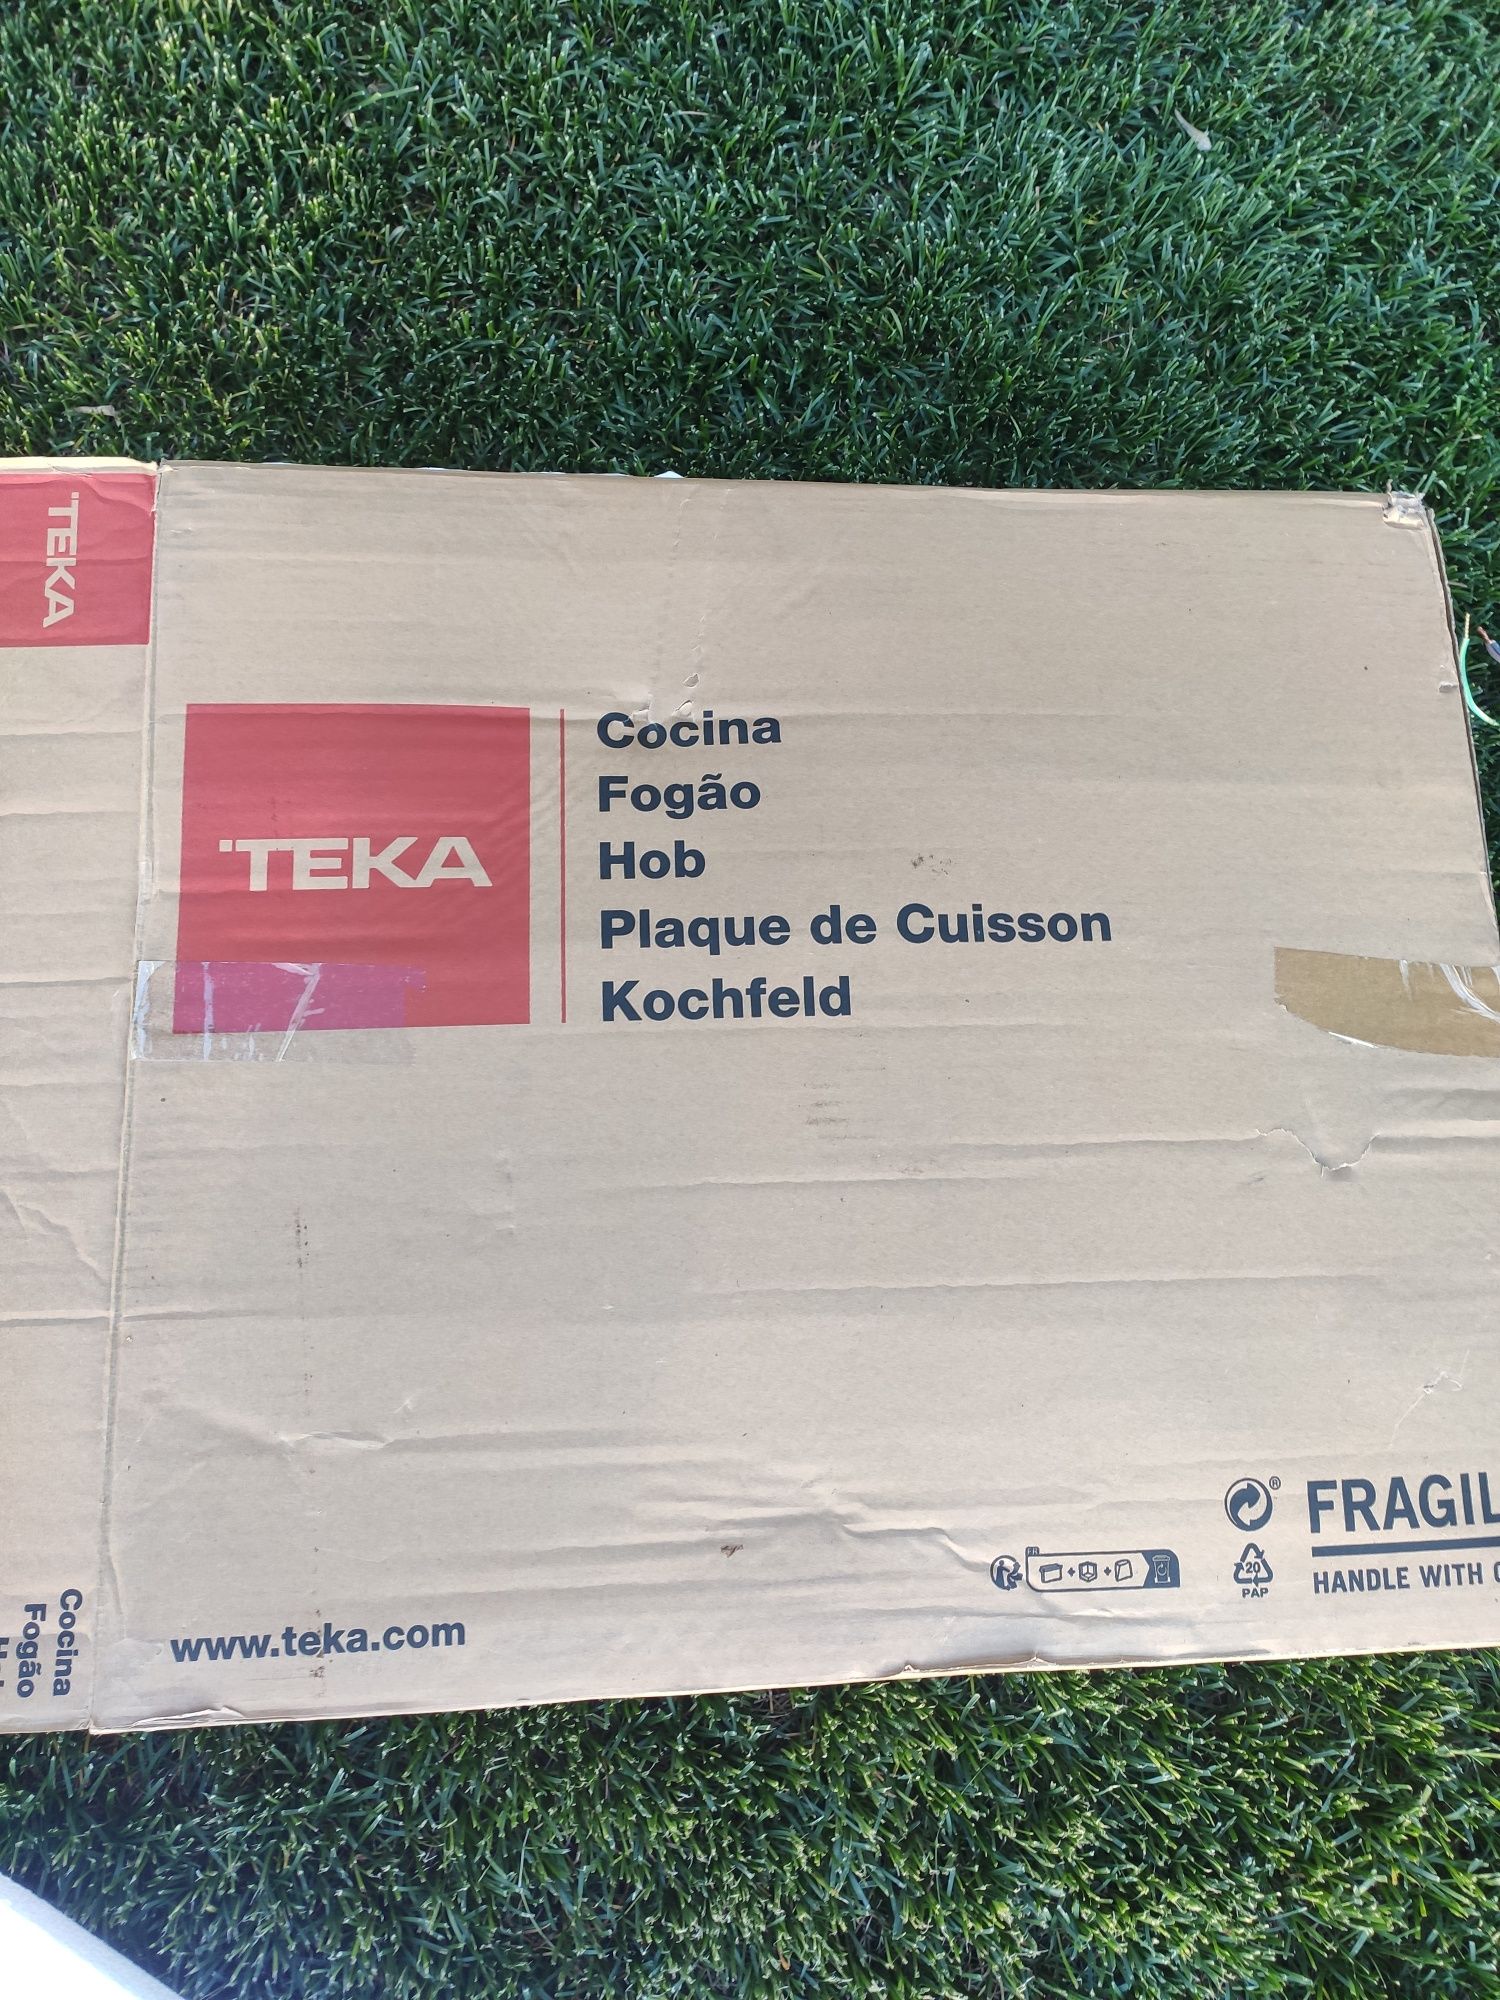 TEKA
TEKA
Cocina
Fogão
Hob
Plaque de Cuisson
Kochfeld
FR
®
FRAGIL
20
PAP
HANDLE WITH
www.teka.com
Cocina
Fogão